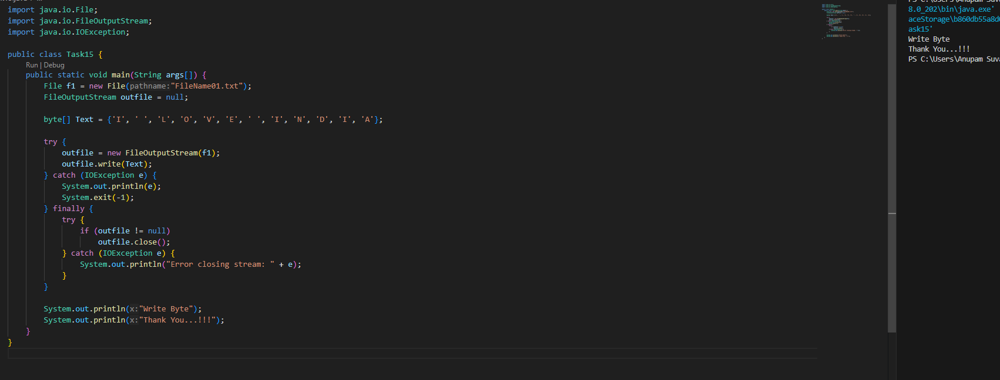 import java.io.File;
import java.io.FileOutputStream;
import java.io.IOException;
public class Task15 {
Run | Debug
public static void main(String args[]) {
File f1 = new File(pathname:"FileName01.txt");
FileOutputStream outfile = null;
byte[] Text = {'I', ' ', 'L', 'O', 'V', 'E', ' ', 'I', 'N', 'D', 'I', 'A'};
try {
outfile = new FileOutputStream(f1);
outfile.write(Text);
} catch (IOException e) {
System.out.println(e);
System.exit(-1);
} finally {
try {
if (outfile != null)
outfile.close();
} catch (IOException e) {
System.out.println("Error closing stream: " + e);
}
}
System.out.println(x:"Write Byte");
System.out.println(x:"Thank You...!!!");
}
}
8.0_202\bin\java.exe'
aceStorage\b860db55a8d
ask15'
Write Byte
Thank You...!!!
PS C:\Users\Anupam Suv